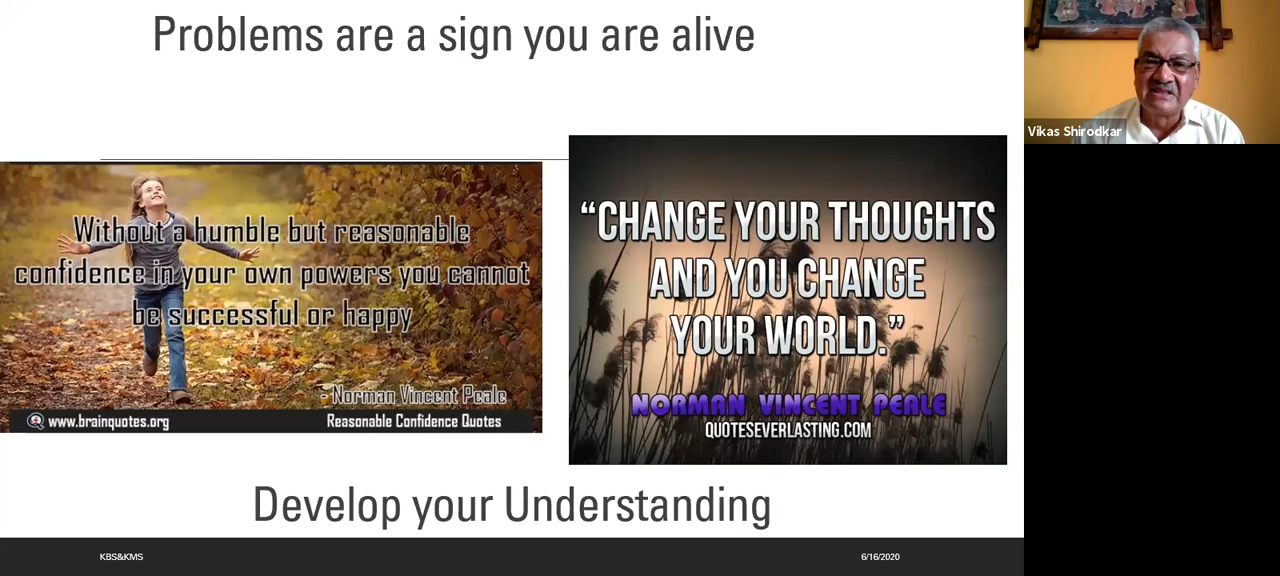 Problems are a sign you are alive
Vikas Shirodkar
Without a humble but reasonable
confidence in your own powers you cannot
be successful or happy
- Norman Vincent Peale
www.brainquotes.org
Reasonable Confidence Quotes
“CHANGE YOUR THOUGHTS
AND YOU CHANGE
YOUR WORLD.”
NORMAN VINCENT PEALE
QUOTESEVERLASTING.COM
Develop your Understanding
KBS&KMS
6/16/2020